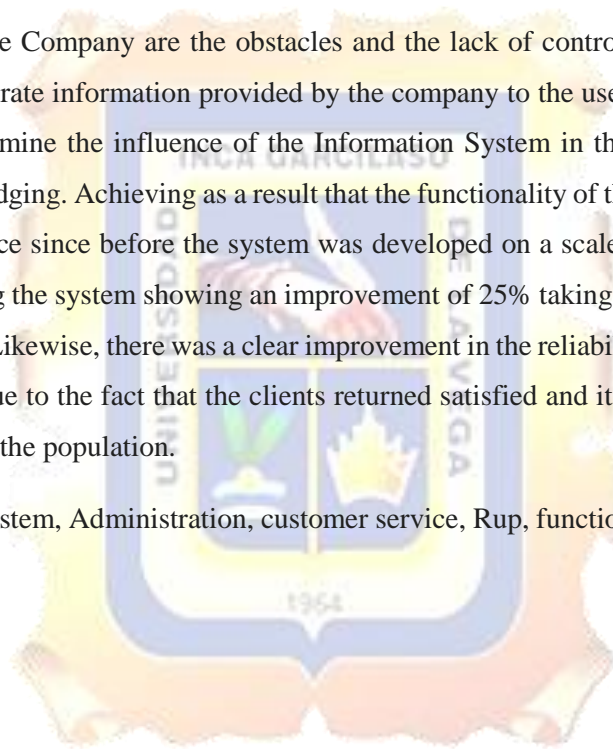 e Company are the obstacles and the lack of contro
rate information provided by the company to the use
mine the influence of the Information System in th
dging. Achieving as a result that the functionality of t
ce since before the system was developed on a scale
g the system showing an improvement of 25% taking
Likewise, there was a clear improvement in the reliabil
ue to the fact that the clients returned satisfied and it
the population.
stem, Administration, customer service, Rup, functio
INCA GARCILASO
UNIVERSIDAD
DE LA VEGA
1964